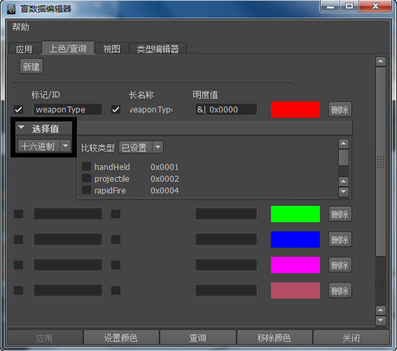 盲数据编辑器
帮助
应用 上色/查询 视图 类型编辑器
新建
标记/ID 长名称 明度值
weaponType veaponTyp &| 0x0000 删除
选择值
十六进制 比较类型 已设置
handHeld 0x0001
projectile 0x0002
rapidFire 0x0004
删除
删除
删除
删除
应用 设置颜色 查询 移除颜色 关闭